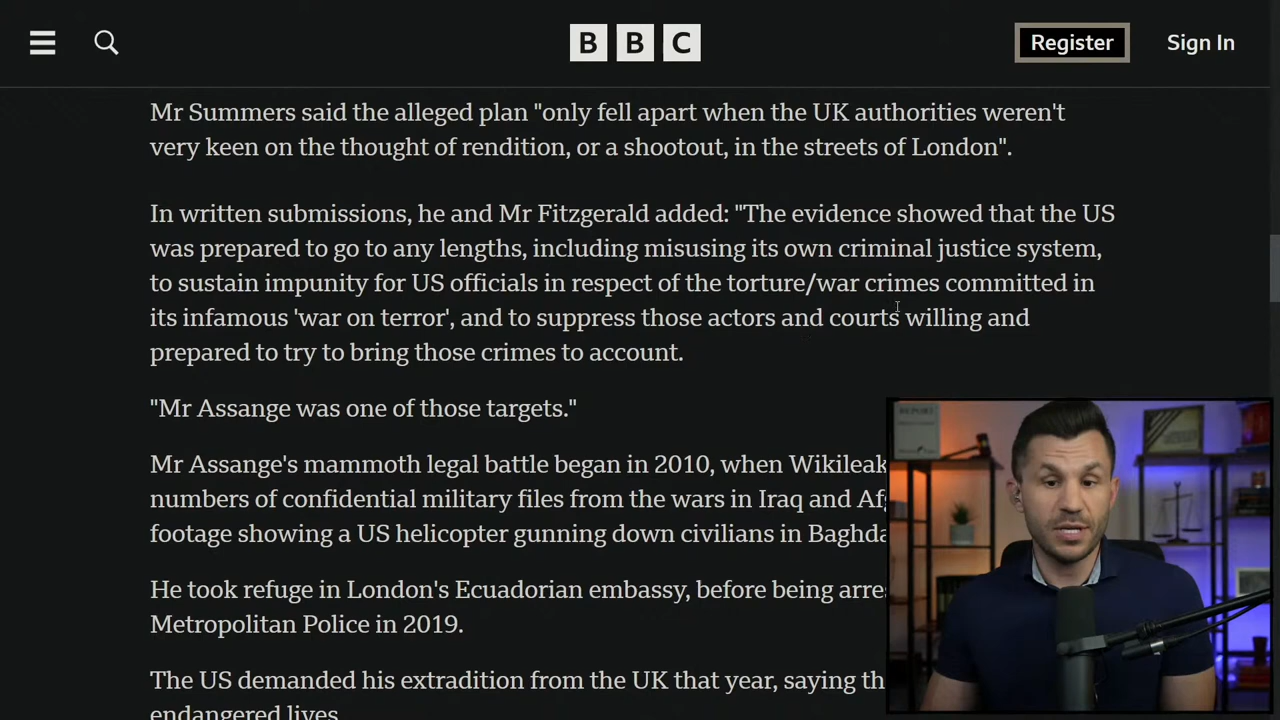 BBC
Register
Sign In
Mr Summers said the alleged plan "only fell apart when the UK authorities weren't
very keen on the thought of rendition, or a shootout, in the streets of London".
In written submissions, he and Mr Fitzgerald added: "The evidence showed that the US
was prepared to go to any lengths, including misusing its own criminal justice system,
to sustain impunity for US officials in respect of the torture/war crimes committed in
its infamous 'war on terror', and to suppress those actors and courts willing and
prepared to try to bring those crimes to account.
"Mr Assange was one of those targets."
Mr Assange's mammoth legal battle began in 2010, when Wikileak
numbers of confidential military files from the wars in Iraq and Af
footage showing a US helicopter gunning down civilians in Baghda
He took refuge in London's Ecuadorian embassy, before being arre
Metropolitan Police in 2019.
The US demanded his extradition from the UK that year, saying th
endangered lives
REPORT